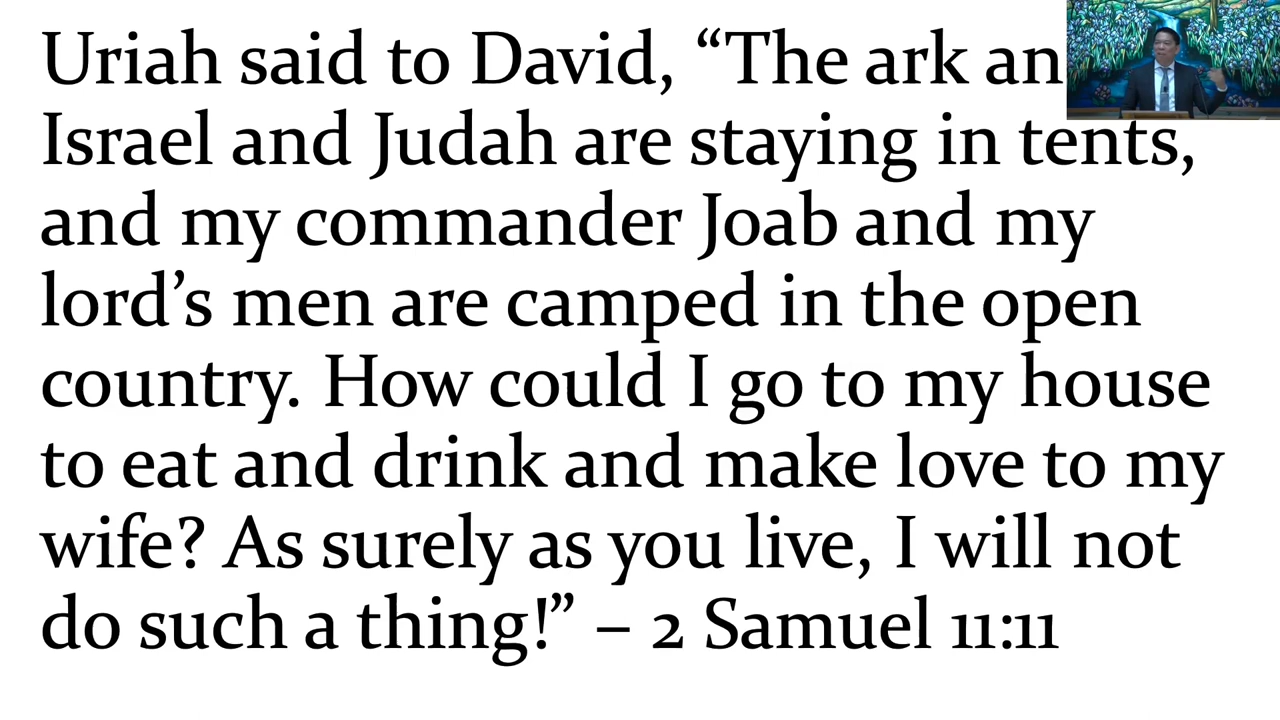 Uriah said to David, “The ark an
Israel and Judah are staying in tents,
and my commander Joab and my
lord’s men are camped in the open
country. How could I go to my house
to eat and drink and make love to my
wife? As surely as you live, I will not
do such a thing!” – 2 Samuel 11:11